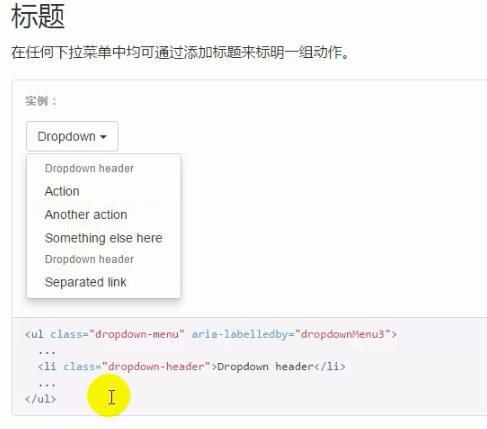 标题
在任何下拉菜单中均可通过添加标题来标明一组动作。
实例：
Dropdown
Dropdown header
Action
Another action
Something else here
Dropdown header
Separated link
<ul class="dropdown-menu" aria-labelledby="dropdownMenu3">
...
<li class="dropdown-header">Dropdown header</li>
...
</ul>